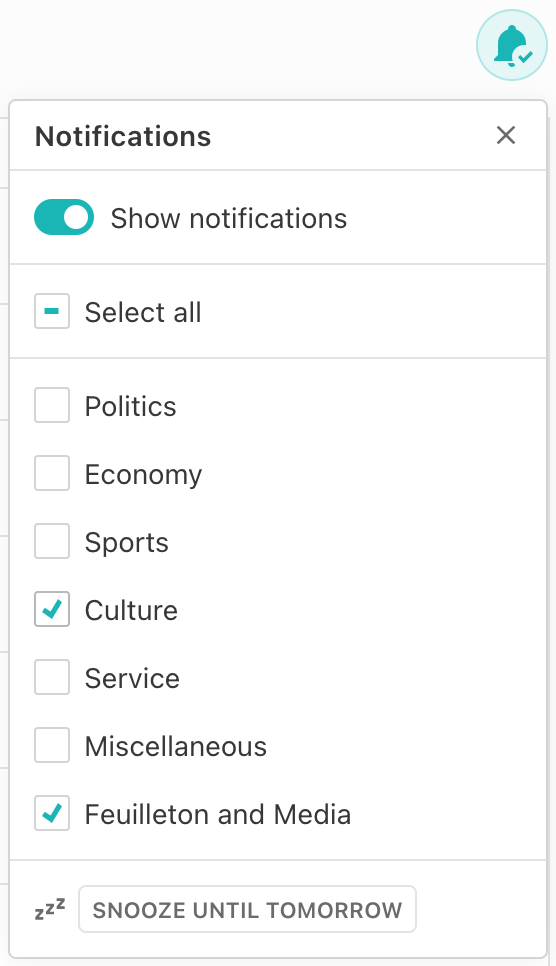 Notifications
Show notifications
Select all
Politics
Economy
Sports
Culture
Service
Miscellaneous
Feuilleton and Media
zzz SNOOZE UNTIL TOMORROW